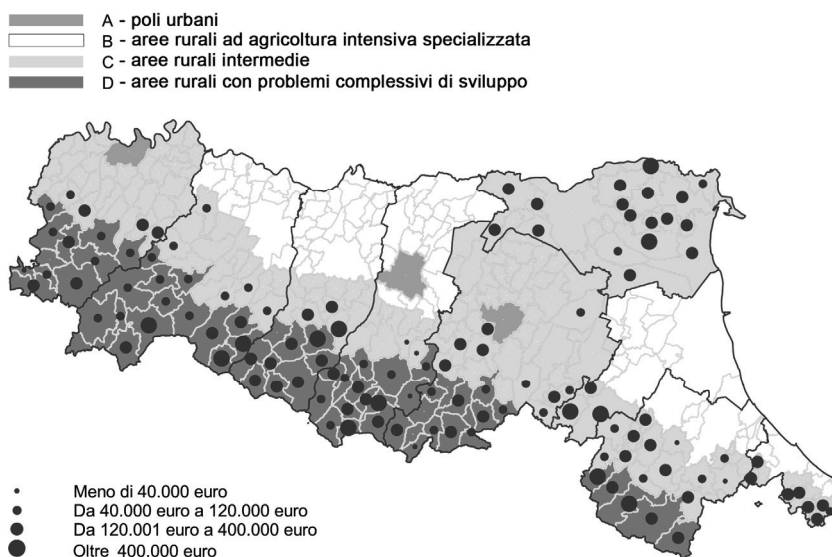 A - poli urbani
B - aree rurali ad agricoltura intensiva specializzata
C - aree rurali intermedie
D - aree rurali con problemi complessivi di sviluppo
Meno di 40.000 euro
Da 40.000 euro a 120.000 euro
Da 120.001 euro a 400.000 euro
Oltre 400.000 euro